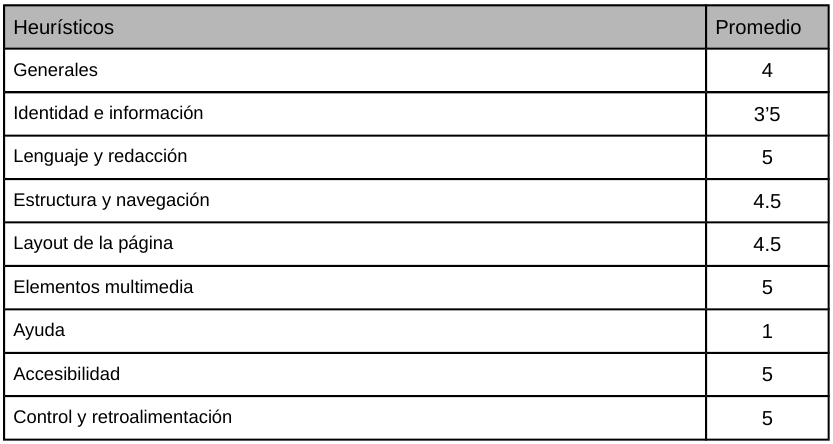 Heurísticos Promedio
Generales 4
Identidad e información 3’5
Lenguaje y redacción 5
Estructura y navegación 4.5
Layout de la página 4.5
Elementos multimedia 5
Ayuda 1
Accesibilidad 5
Control y retroalimentación 5